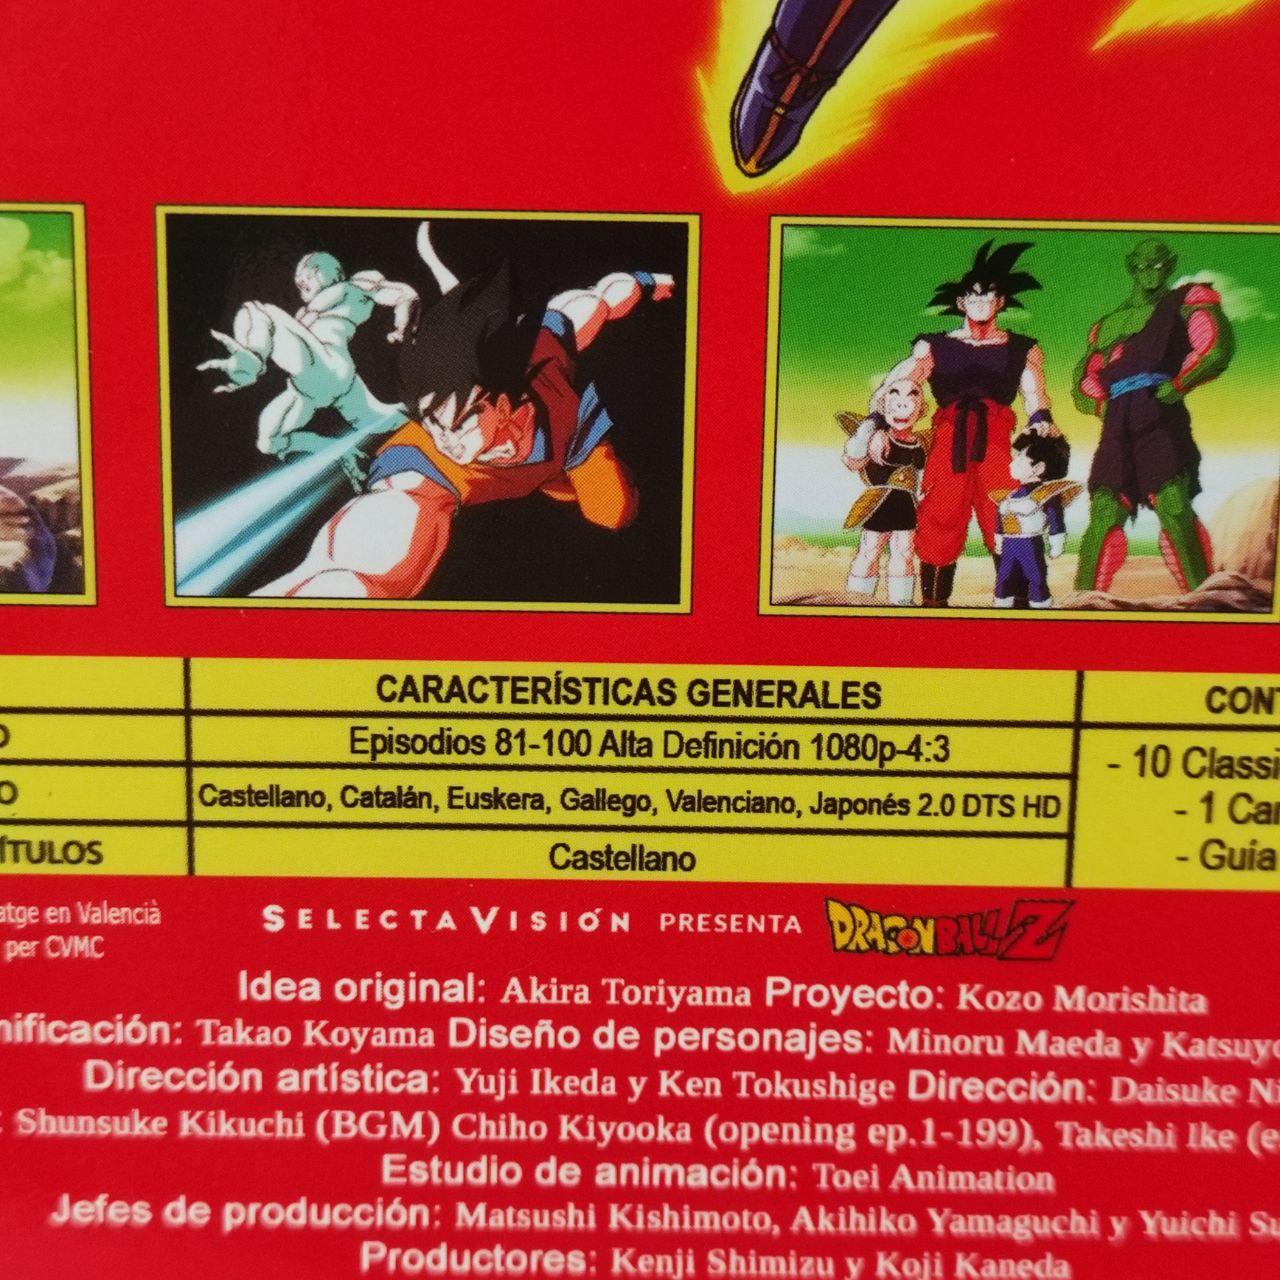 CARACTERÍSTICAS GENERALES
Episodios 81-100 Alta Definición 1080p-4:3
Castellano, Catalán, Euskera, Gallego, Valenciano, Japonés 2.0 DTS HD
ÍTULOS
Castellano
CONT
- 10 Classi
- 1 Car
- Guía
atge en Valencià
per CVMC
SELECTA VISIÓN PRESENTA DRAGON BALL Z
Idea original: Akira Toriyama Proyecto: Kozo Morishita
nificación: Takao Koyama Diseño de personajes: Minoru Maeda y Katsuyo
Dirección artística: Yuji Ikeda y Ken Tokushige Dirección: Daisuke Ni
: Shunsuke Kikuchi (BGM) Chiho Kiyooka (opening ep.1-199), Takeshi Ike (e
Estudio de animación: Toei Animation
Jefes de producción: Matsushi Kishimoto, Akihiko Yamaguchi y Yuichi Su
Productores: Kenji Shimizu y Koji Kaneda